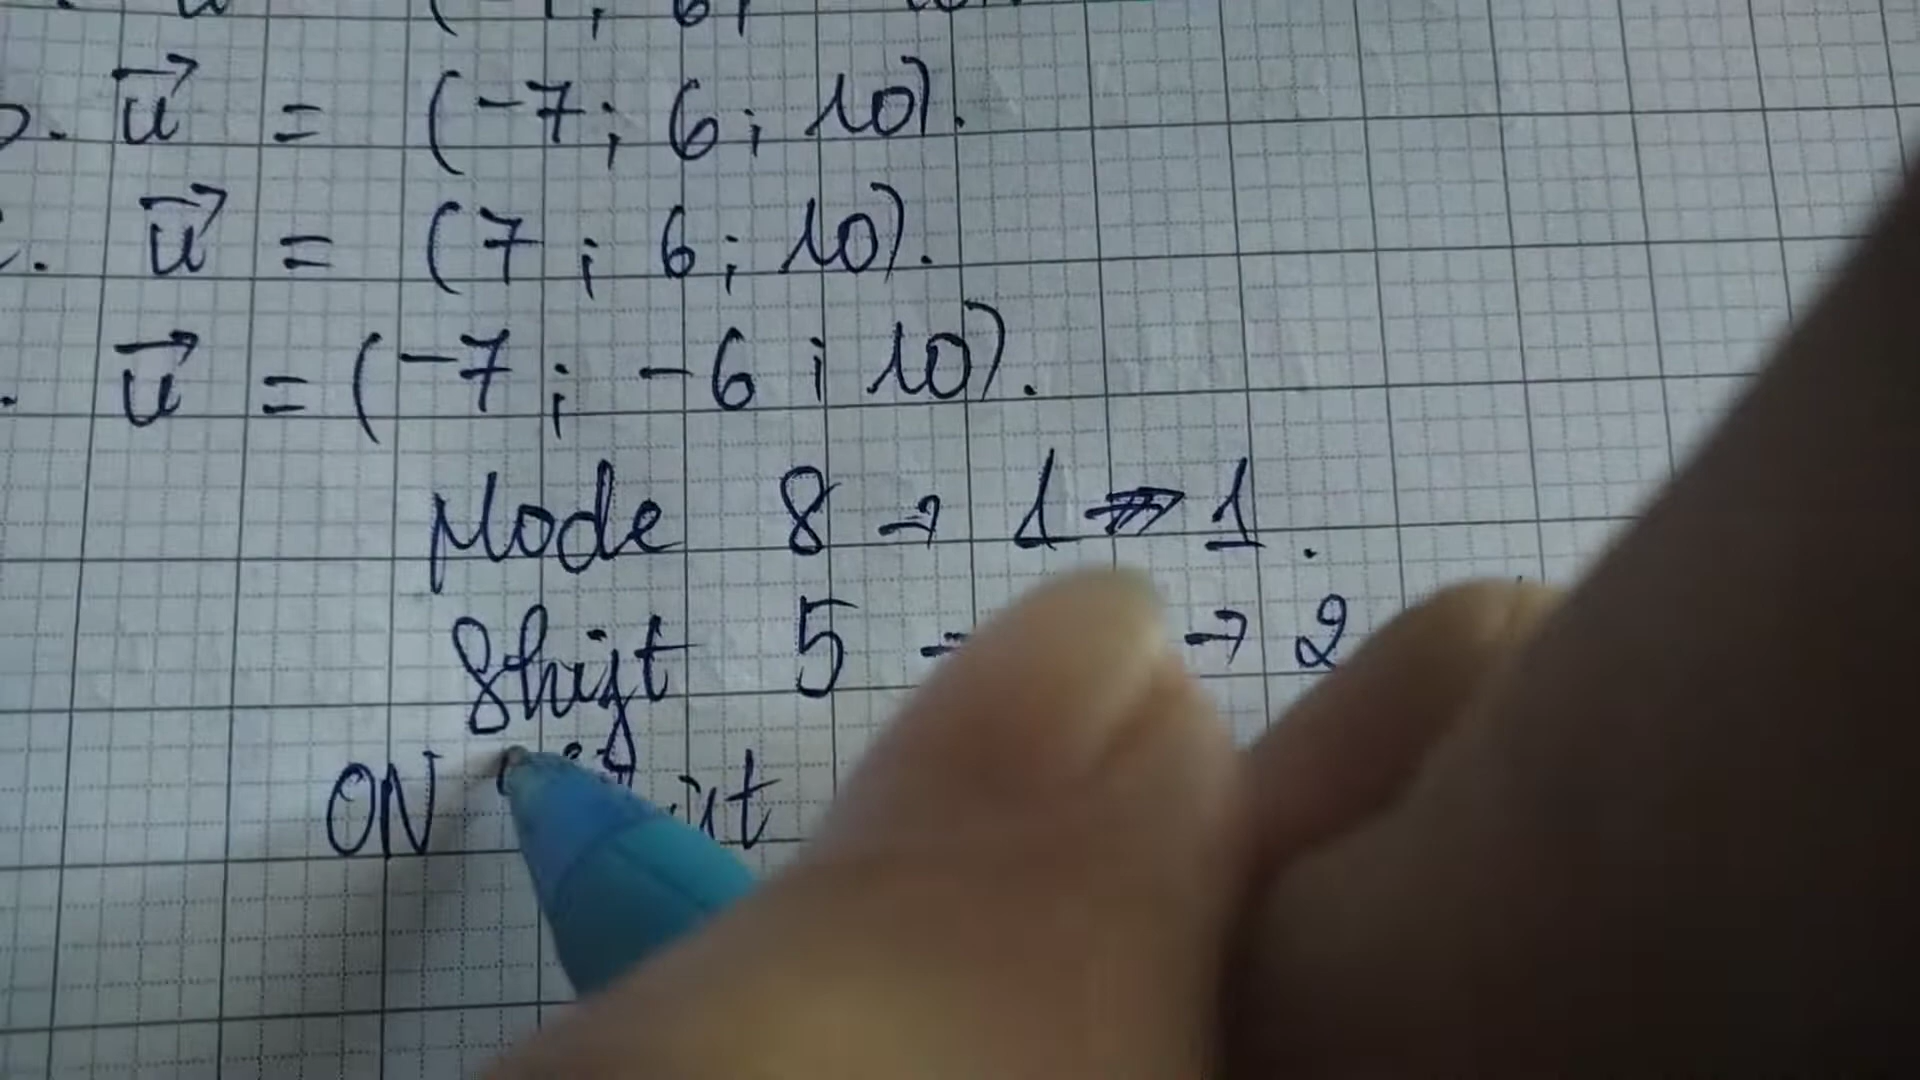 u⃗ = (-7; 6; 10).
u⃗ = (7; 6; 10).
u⃗ = (-7; -6; 10).
Mode 8 → 1 → 1.
Shift 5 → → 2
ON